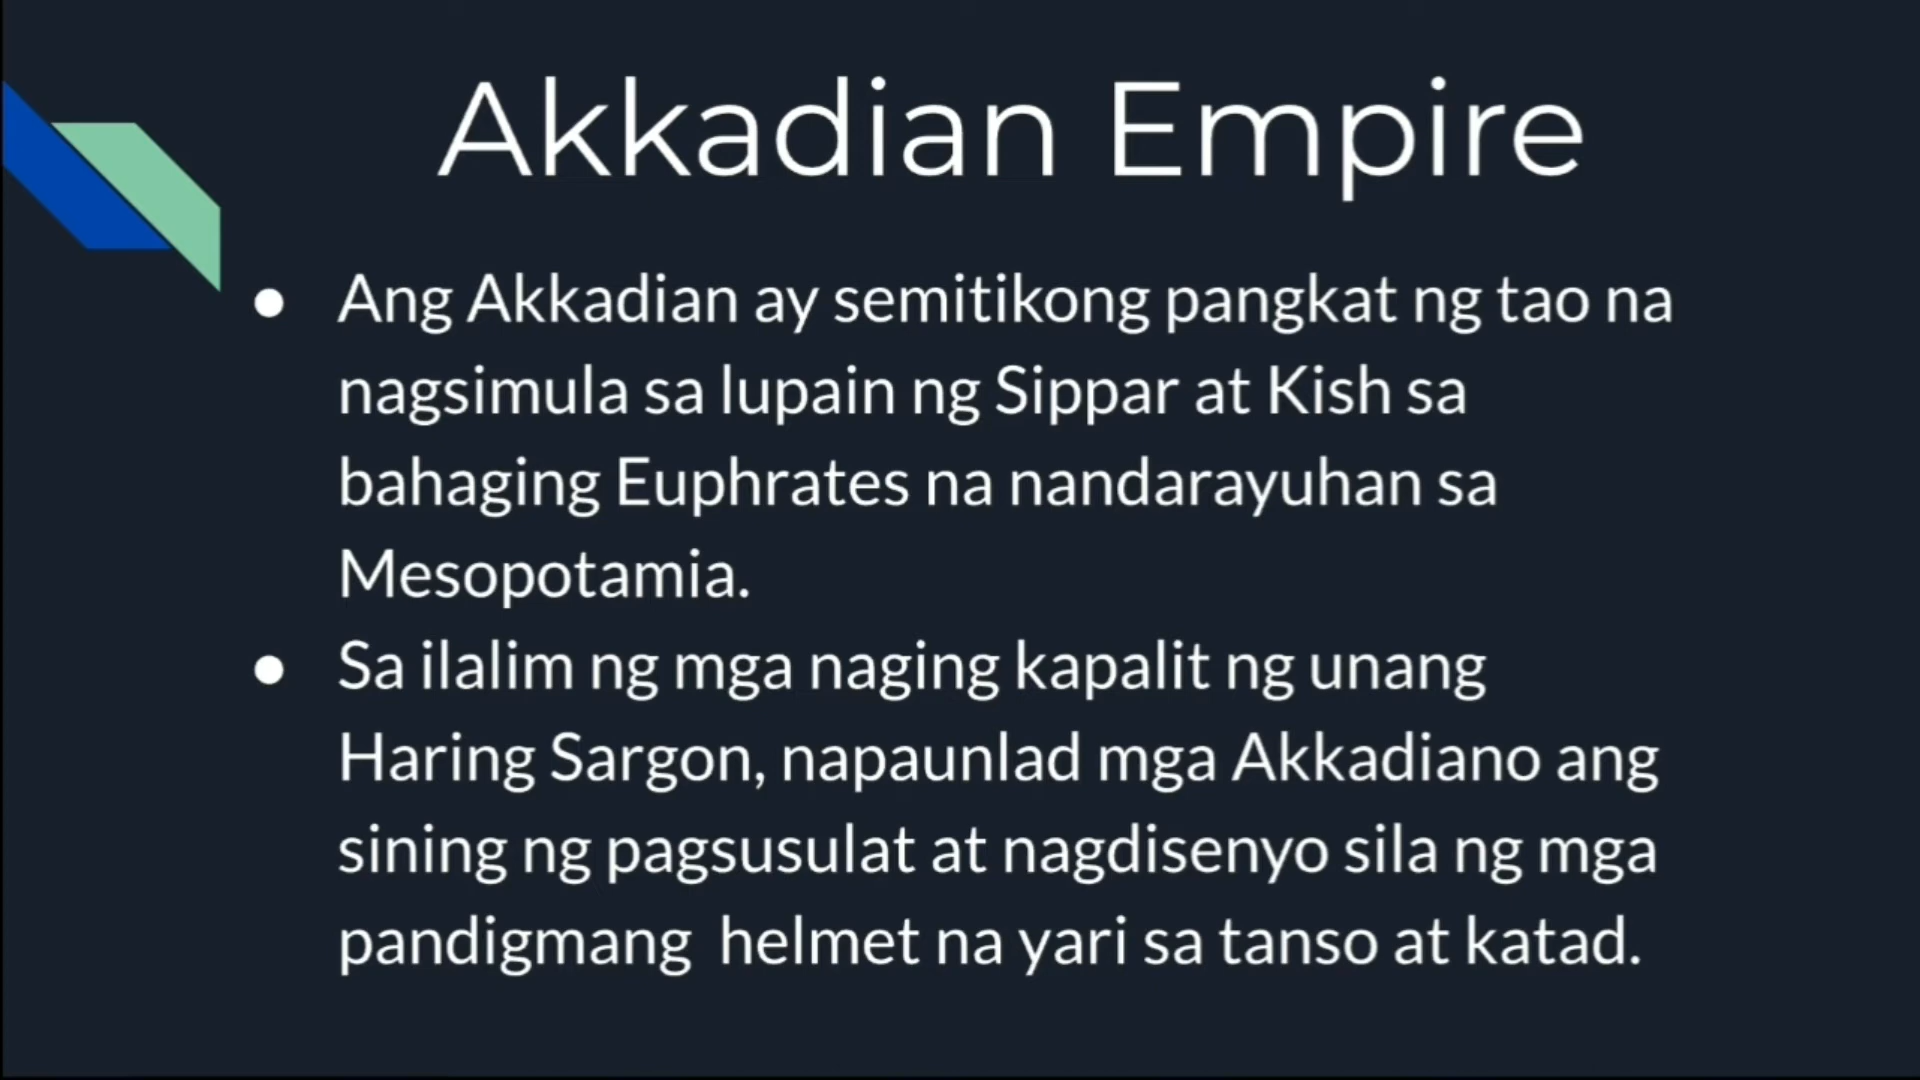 Akkadian Empire
● Ang Akkadian ay semitikong pangkat ng tao na
nagsimula sa lupain ng Sippar at Kish sa
bahaging Euphrates na nandarayuhan sa
Mesopotamia.
● Sa ilalim ng mga naging kapalit ng unang
Haring Sargon, napaunlad mga Akkadiano ang
sining ng pagsusulat at nagdisenyo sila ng mga
pandigmang  helmet na yari sa tanso at katad.